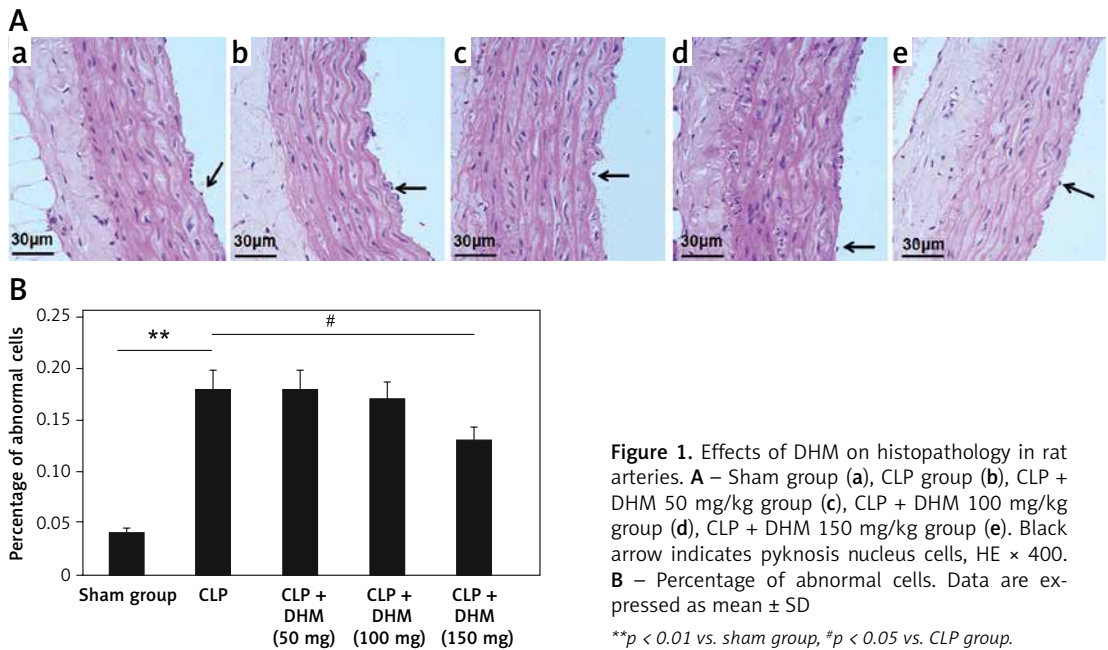 A
a
b
c
d
e
30µm
30µm
30µm
30µm
30µm
B
Percentage of abnormal cells
0.25
0.20
0.15
0.10
0.05
0
**
#
Sham group
CLP
CLP +
DHM
(50 mg)
CLP +
DHM
(100 mg)
CLP +
DHM
(150 mg)
Figure 1. Effects of DHM on histopathology in rat
arteries. A – Sham group (a), CLP group (b), CLP +
DHM 50 mg/kg group (c), CLP + DHM 100 mg/kg
group (d), CLP + DHM 150 mg/kg group (e). Black
arrow indicates pyknosis nucleus cells, HE × 400.
B – Percentage of abnormal cells. Data are ex-
pressed as mean ± SD
**p < 0.01 vs. sham group, #p < 0.05 vs. CLP group.